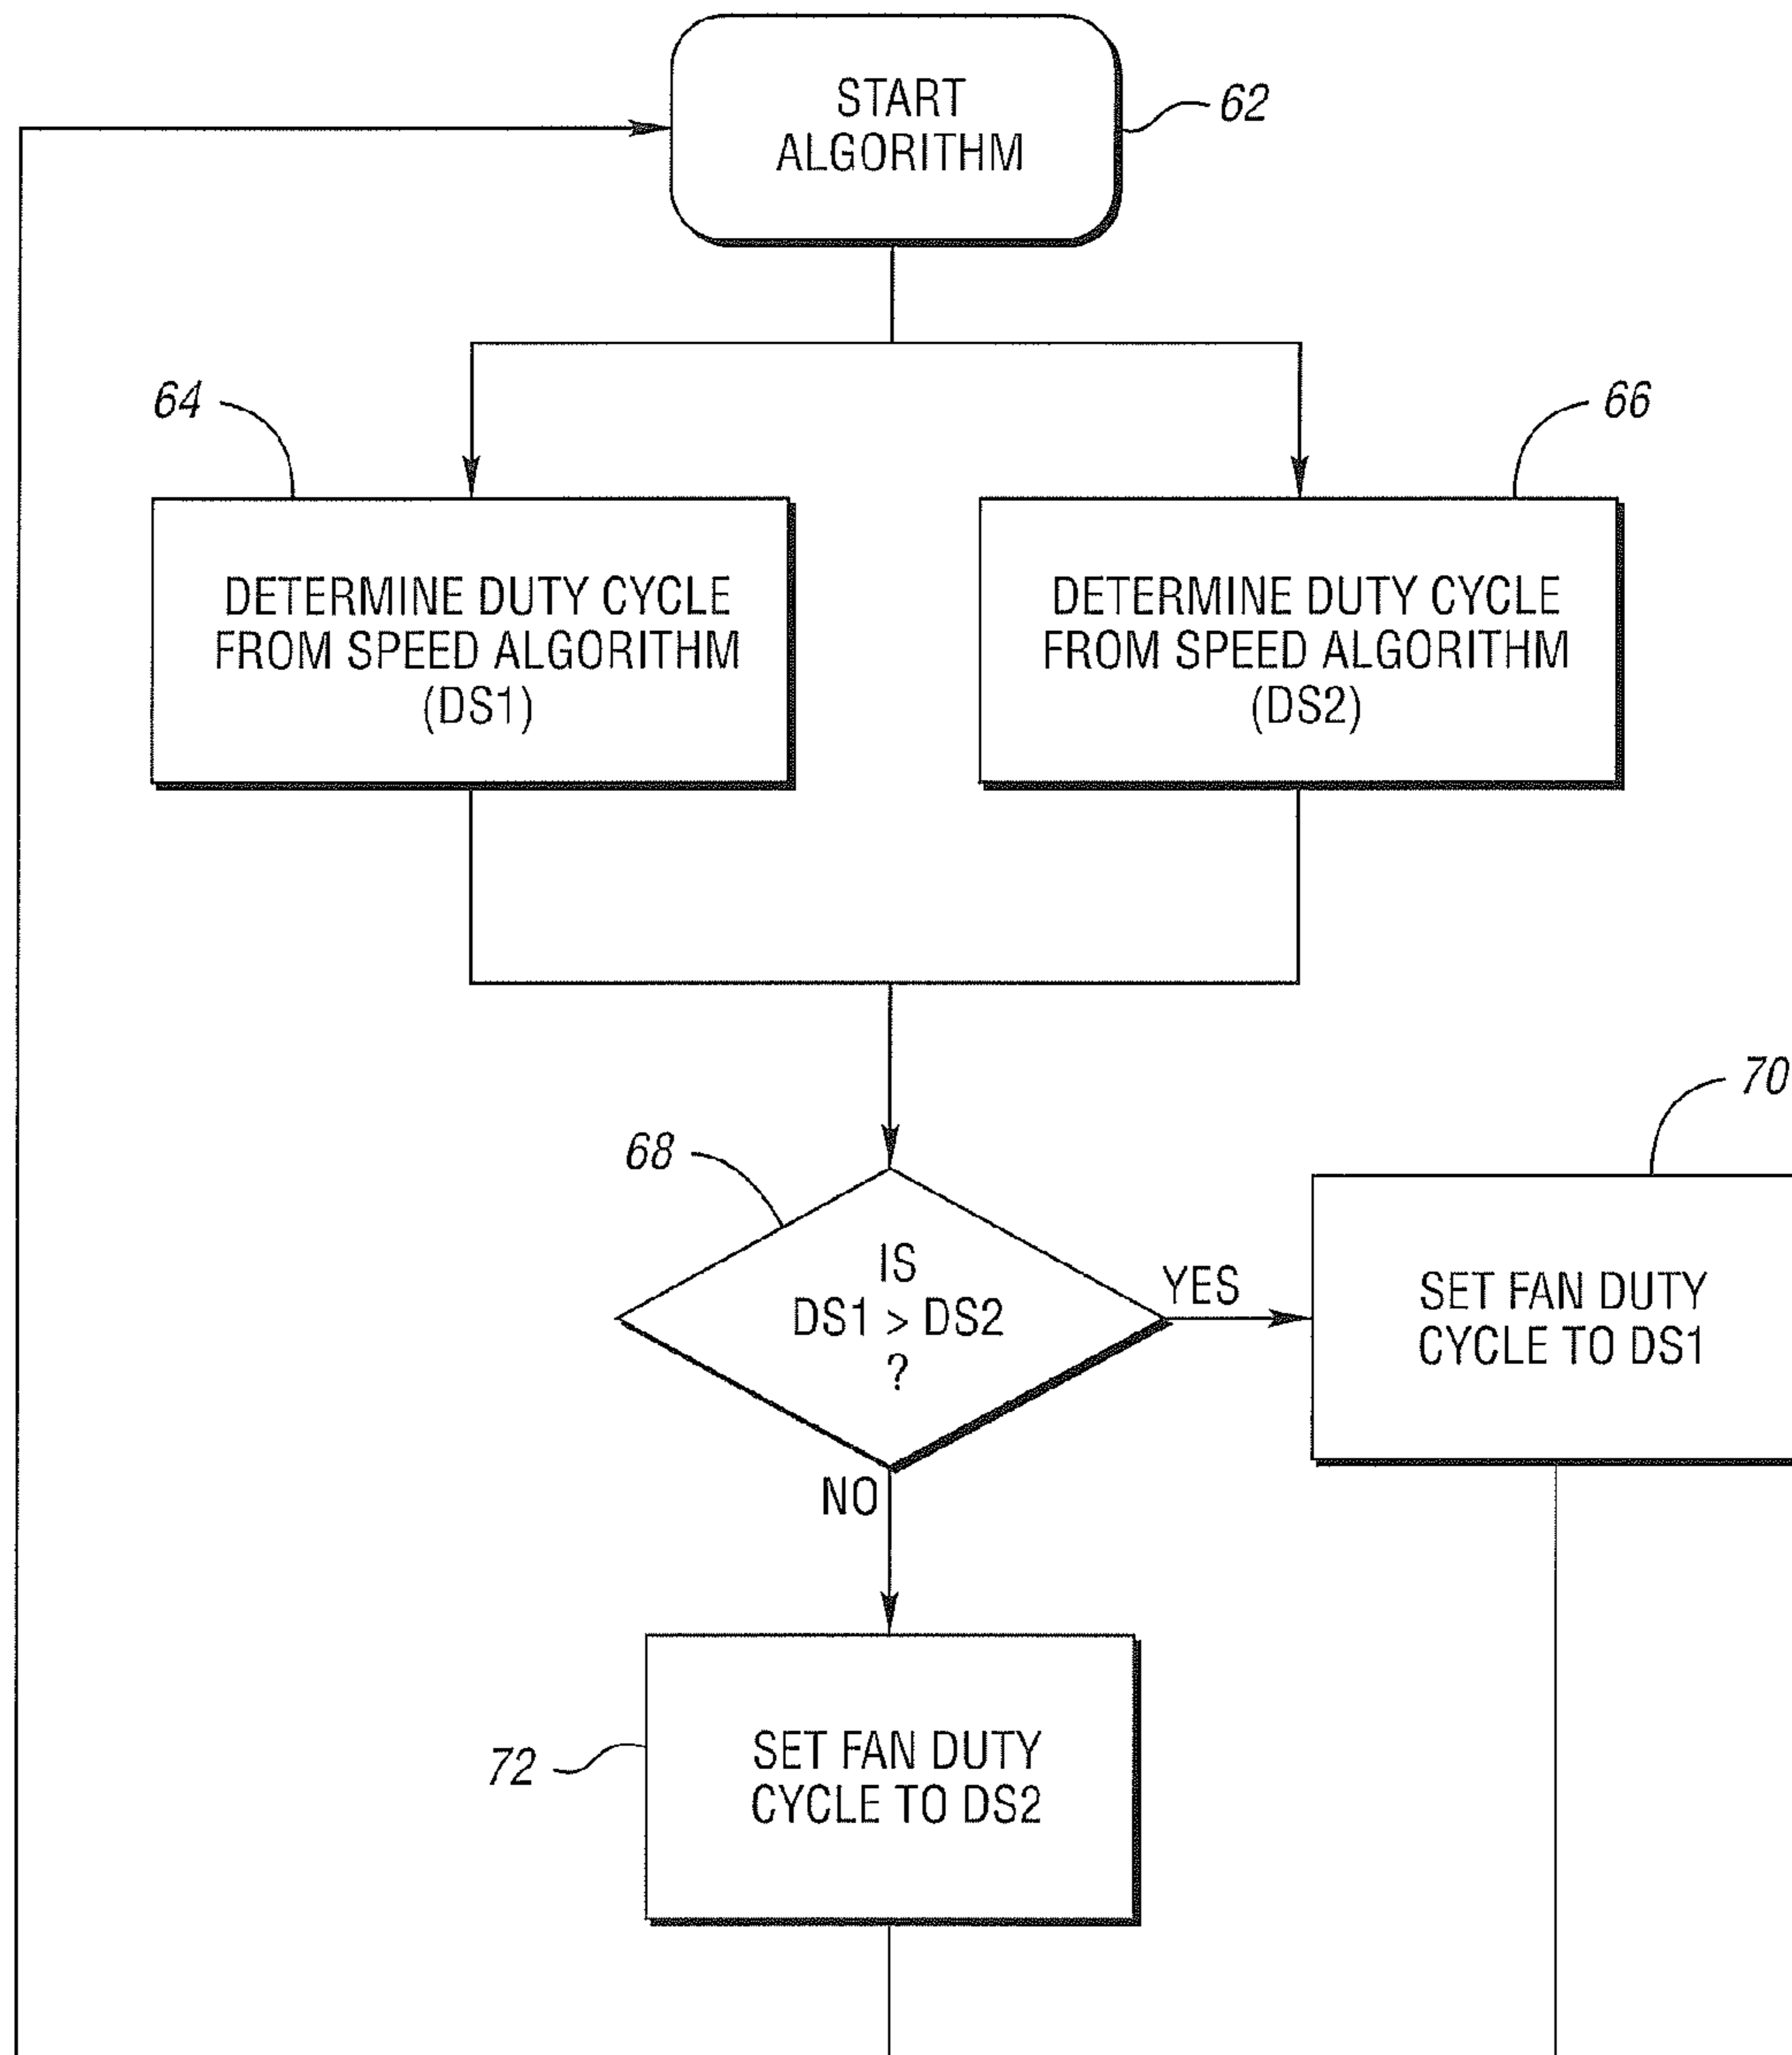 START
ALGORITHM
62
64
66
DETERMINE DUTY CYCLE
FROM SPEED ALGORITHM
(DS1)
DETERMINE DUTY CYCLE
FROM SPEED ALGORITHM
(DS2)
70
68
IS
DS1 > DS2
?
YES
SET FAN DUTY
CYCLE TO DS1
NO
72
SET FAN DUTY
CYCLE TO DS2